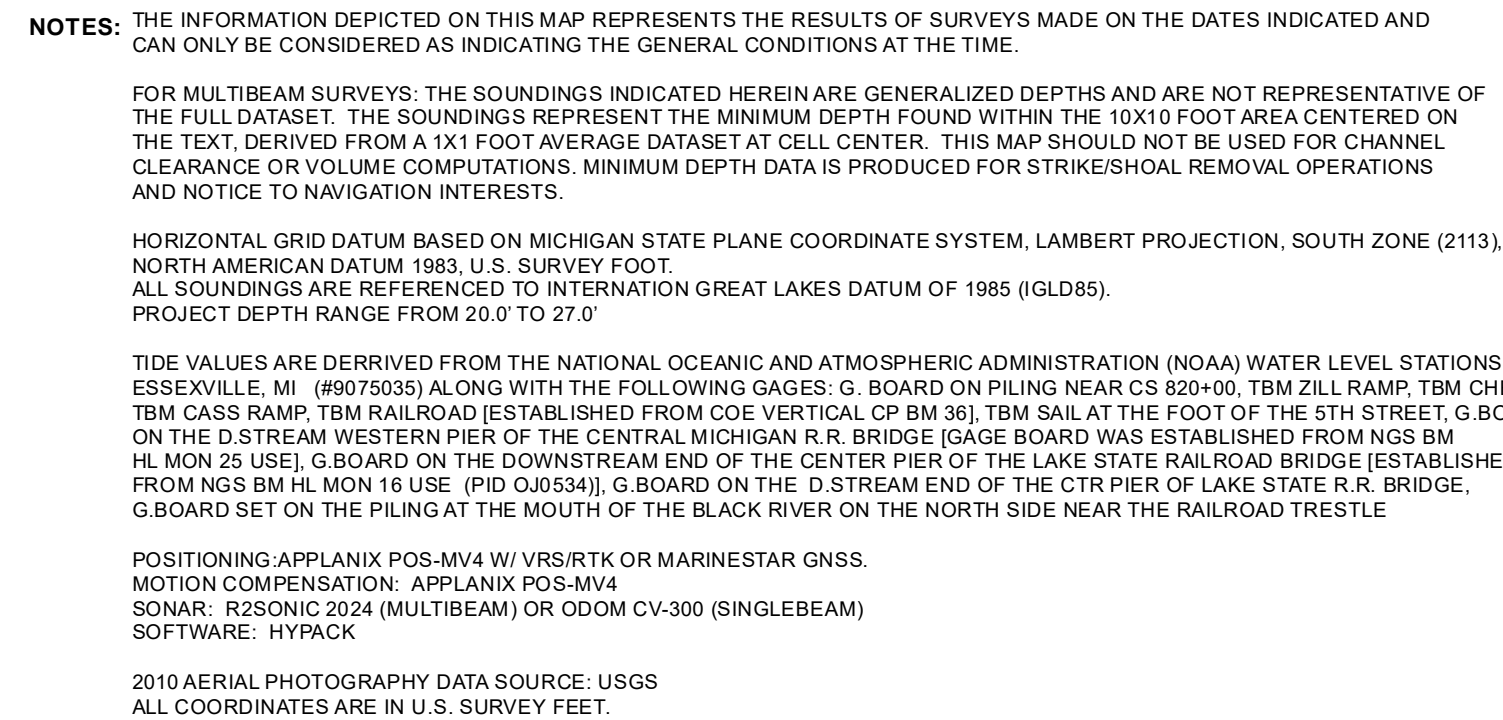 NOTES: THE INFORMATION DEPICTED ON THIS MAP REPRESENTS THE RESULTS OF SURVEYS MADE ON THE DATES INDICATED AND
CAN ONLY BE CONSIDERED AS INDICATING THE GENERAL CONDITIONS AT THE TIME.
FOR MULTIBEAM SURVEYS: THE SOUNDINGS INDICATED HEREIN ARE GENERALIZED DEPTHS AND ARE NOT REPRESENTATIVE OF
THE FULL DATASET. THE SOUNDINGS REPRESENT THE MINIMUM DEPTH FOUND WITHIN THE 10X10 FOOT AREA CENTERED ON
THE TEXT, DERIVED FROM A 1X1 FOOT AVERAGE DATASET AT CELL CENTER. THIS MAP SHOULD NOT BE USED FOR CHANNEL
CLEARANCE OR VOLUME COMPUTATIONS. MINIMUM DEPTH DATA IS PRODUCED FOR STRIKE/SHOAL REMOVAL OPERATIONS
AND NOTICE TO NAVIGATION INTERESTS.
HORIZONTAL GRID DATUM BASED ON MICHIGAN STATE PLANE COORDINATE SYSTEM, LAMBERT PROJECTION, SOUTH ZONE (2113),
NORTH AMERICAN DATUM 1983, U.S. SURVEY FOOT.
ALL SOUNDINGS ARE REFERENCED TO INTERNATION GREAT LAKES DATUM OF 1985 (IGLD85).
PROJECT DEPTH RANGE FROM 20.0' TO 27.0'
TIDE VALUES ARE DERRIVED FROM THE NATIONAL OCEANIC AND ATMOSPHERIC ADMINISTRATION (NOAA) WATER LEVEL STATIONS
ESSEXVILLE, MI (#9075035) ALONG WITH THE FOLLOWING GAGES: G. BOARD ON PILING NEAR CS 820+00, TBM ZILL RAMP, TBM
TBM CASS RAMP, TBM RAILROAD [ESTABLISHED FROM COE VERTICAL CP BM 36], TBM SAIL AT THE FOOT OF THE 5TH STREET,
ON THE D.STREAM WESTERN PIER OF THE CENTRAL MICHIGAN R.R. BRIDGE [GAGE BOARD WAS ESTABLISHED FROM NGS BM
HL MON 25 USE], G.BOARD ON THE DOWNSTREAM END OF THE CENTER PIER OF THE LAKE STATE RAILROAD BRIDGE
FROM NGS BM HL MON 16 USE (PID OJ0534)], G.BOARD ON THE D.STREAM END OF THE CTR PIER OF LAKE STATE R.R. BRIDGE,
G.BOARD SET ON THE PILING AT THE MOUTH OF THE BLACK RIVER ON THE NORTH SIDE NEAR THE RAILROAD TRESTLE
POSITIONING:APPLANIX POS-MV4 W/ VRS/RTK OR MARINESTAR GNSS.
MOTION COMPENSATION: APPLANIX POS-MV4
SONAR: R2SONIC 2024 (MULTIBEAM) OR ODOM CV-300 (SINGLEBEAM)
SOFTWARE: HYPACK
2010 AERIAL PHOTOGRAPHY DATA SOURCE: USGS
ALL COORDINATES ARE IN U.S. SURVEY FEET.